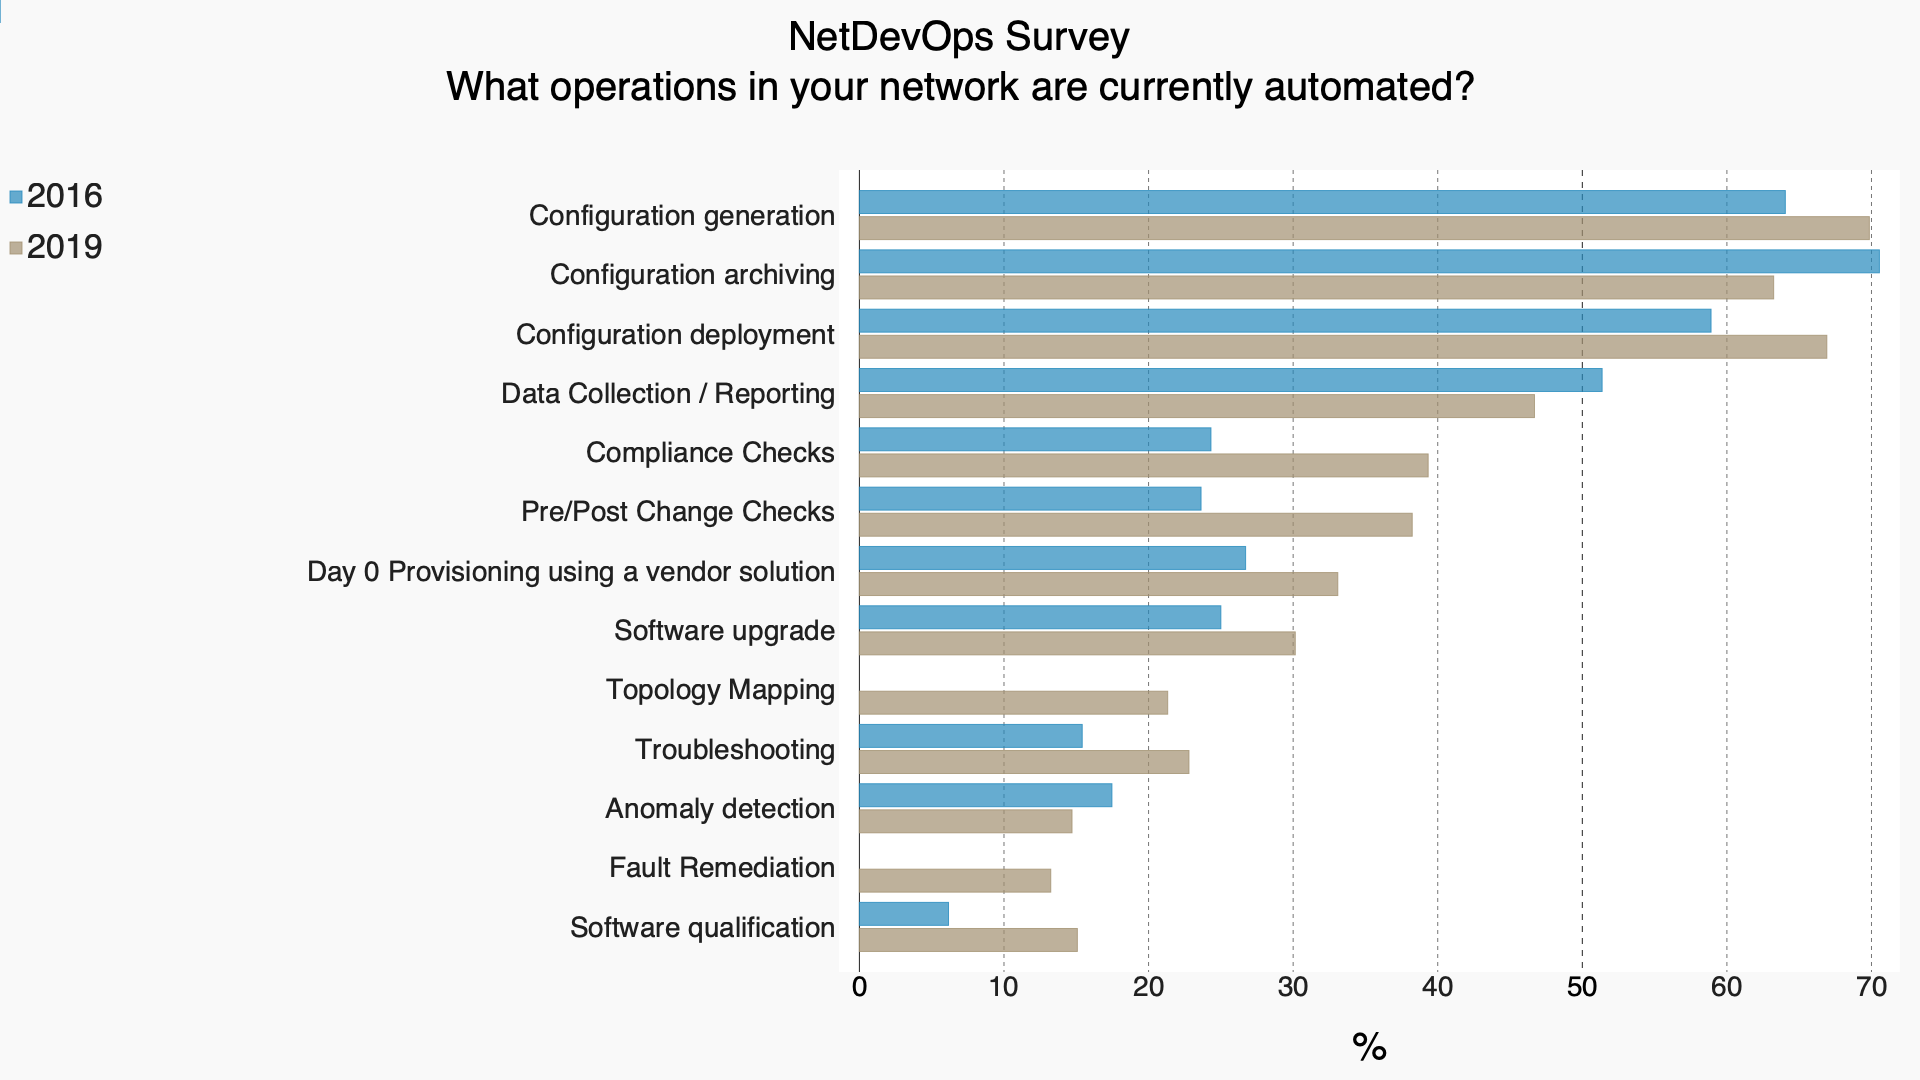 NetDevOps Survey
What operations in your network are currently automated?
2016
2019
Configuration generation
Configuration archiving
Configuration deployment
Data Collection / Reporting
Compliance Checks
Pre/Post Change Checks
Day 0 Provisioning using a vendor solution
Software upgrade
Topology Mapping
Troubleshooting
Anomaly detection
Fault Remediation
Software qualification
0 10 20 30 40 50 60 70
%